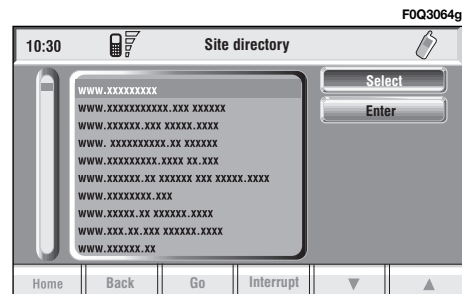 F0Q3064g
10:30 Site directory
www.xxxxxxxxx
www.xxxxxxxxxxxx.xxx xxxxxx
www.xxxxxx.xxx xxxxx.xxxx
www. xxxxxxxxxx.xx xxxxxx
www.xxxxxxxxxx.xxxx xx.xxx
www.xxxxxx.xx xxxxxx xxx xxxxx.xxxx
www.xxxxxxxx.xxx
www.xxxxx.xx xxxxxx.xxxx
www.xxx.xx.xxx xxxxxx.xxxx
www.xxxxxx.xx
Select
Enter
Home Back Go Interrupt